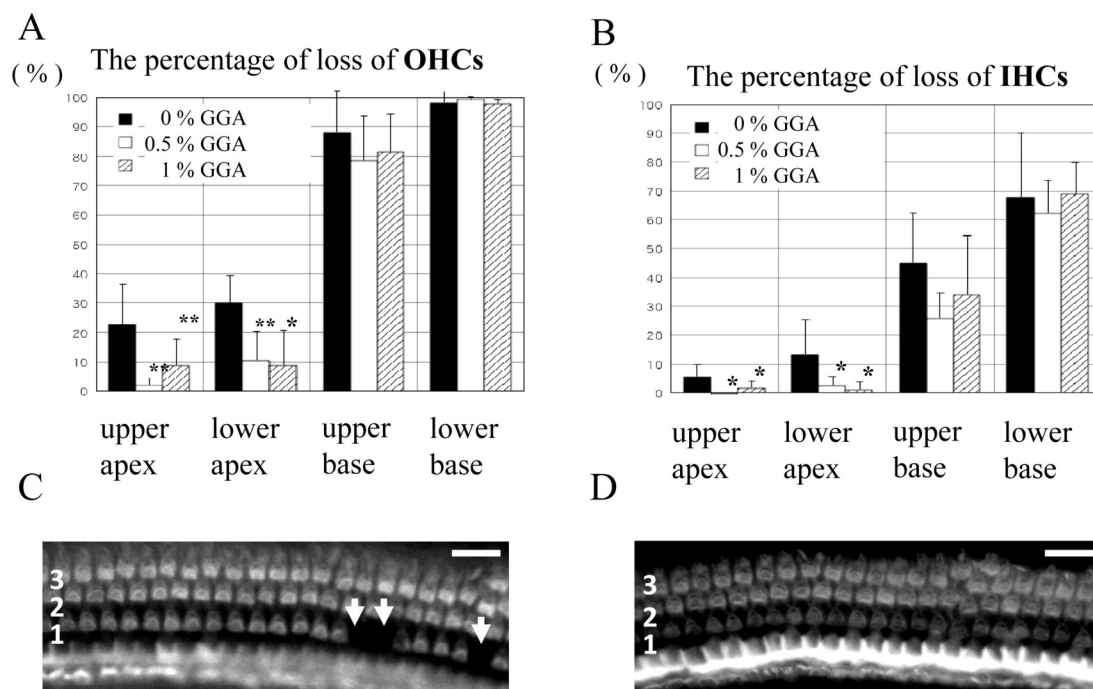 A
The percentage of loss of OHCs
( % )
100
90
80
70
60
50
40
30
20
10
0
0 % GGA
0.5 % GGA
1 % GGA
**
**
**
*
upper apex
lower apex
upper base
lower base
B
The percentage of loss of IHCs
( % )
100
90
80
70
60
50
40
30
20
10
0
0 % GGA
0.5 % GGA
1 % GGA
*
*
*
*
upper apex
lower apex
upper base
lower base
C
3
2
1
D
3
2
1